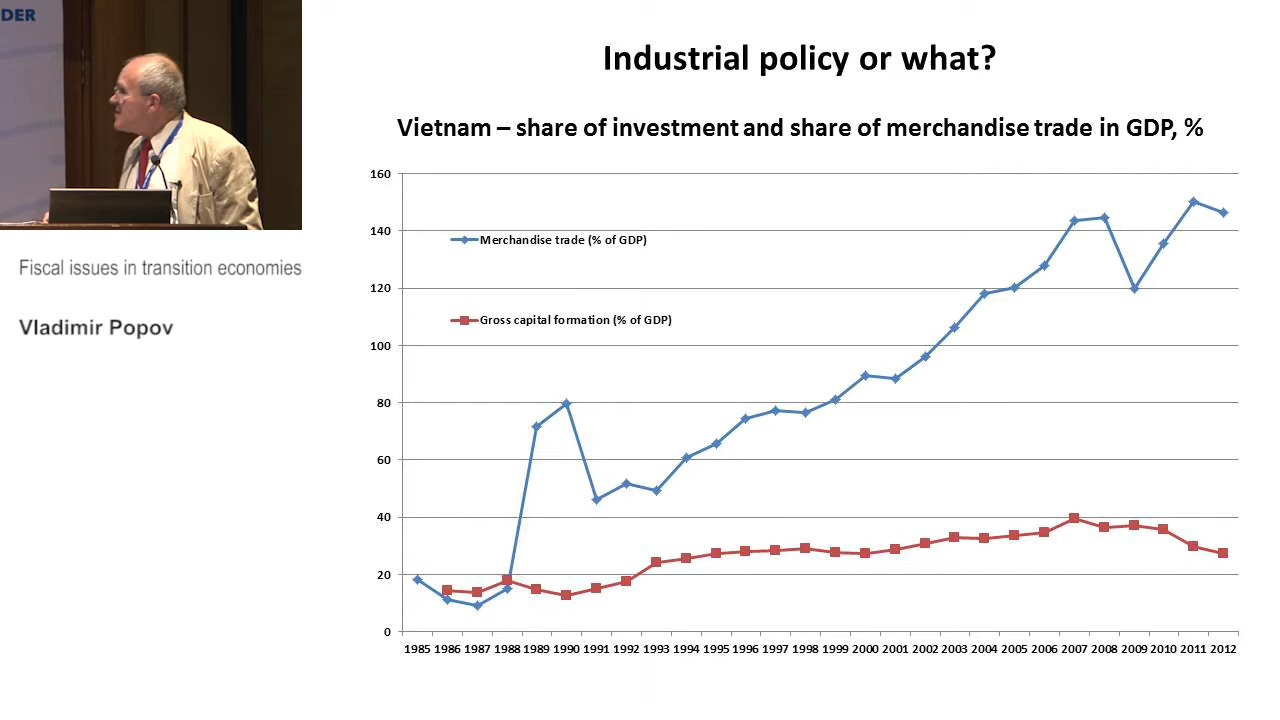 DER
Industrial policy or what?
Vietnam – share of investment and share of merchandise trade in GDP, %
Fiscal issues in transition economies
Vladimir Popov
160
140
120
100
80
60
40
20
0
Merchandise trade (% of GDP)
Gross capital formation (% of GDP)
1985 1986 1987 1988 1989 1990 1991 1992 1993 1994 1995 1996 1997 1998 1999 2000 2001 2002 2003 2004 2005 2006 2007 2008 2009 2010 2011 2012